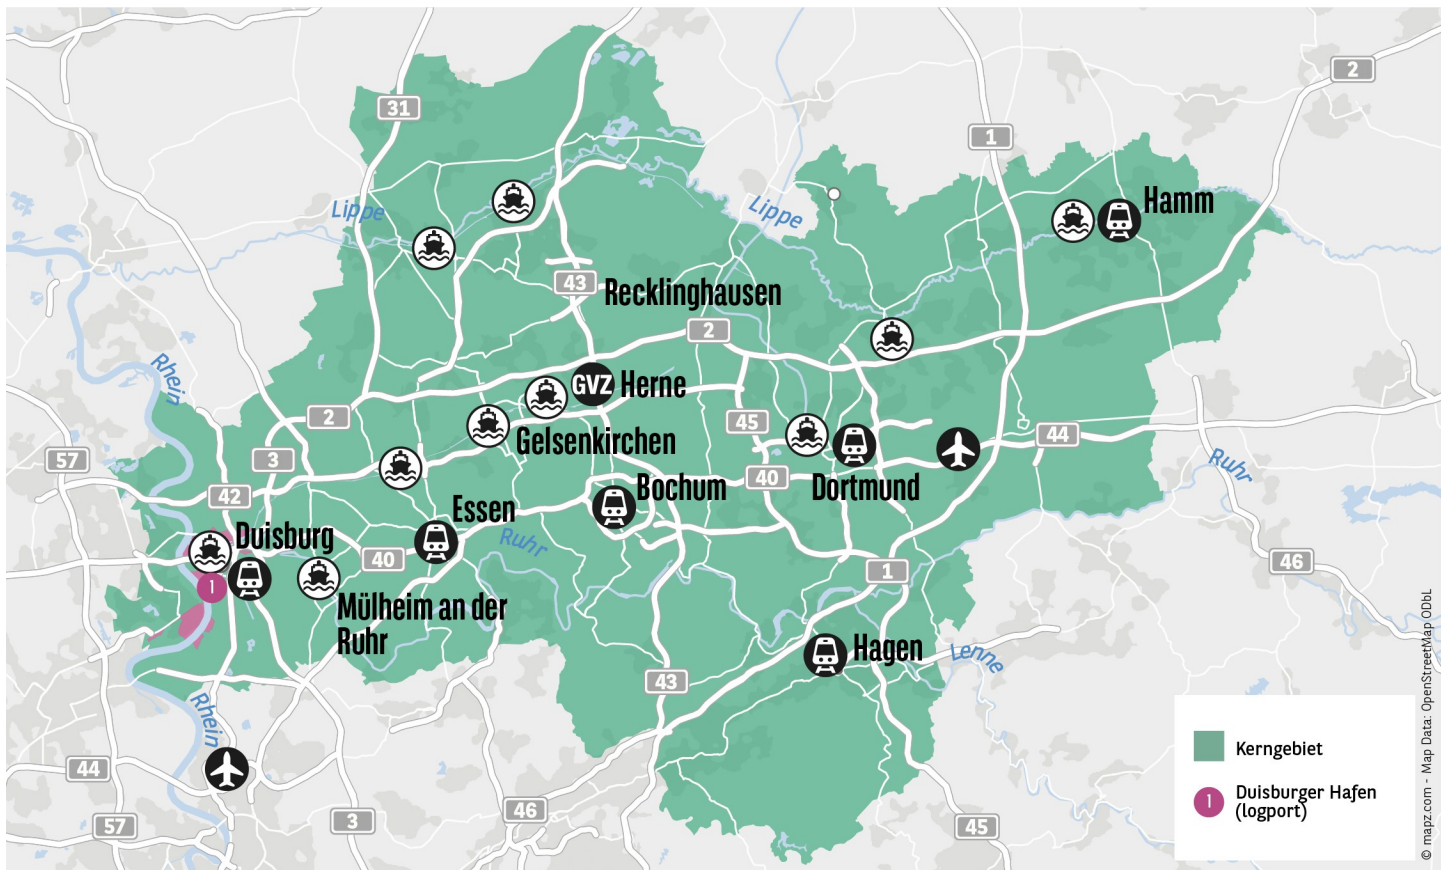 2
31
1
Hamm
Lippe
Lippe
43
Recklinghausen
2
Rhein
GVZ
Herne
2
45
Gelsenkirchen
44
57
3
40
Ruhr
42
Bochum
Dortmund
Essen
Duisburg
Ruhr
40
46
1
1
Mülheim an der
Ruhr
Hagen
Lenne
43
Rhein
44
46
57
3
45
Kerngebiet
1
Duisburger Hafen
(logport)
© mapz.com - Map Data: OpenStreetMap ODbL